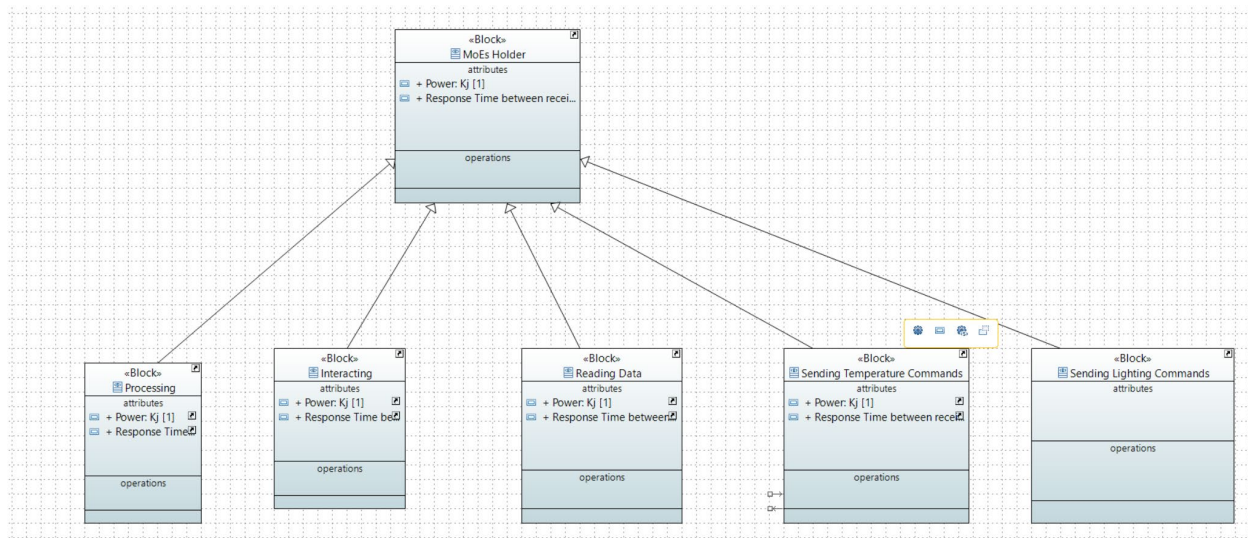 «Block»
MoEs Holder
attributes
+ Power: Kj [1]
+ Response Time between recei...
operations
«Block»
Processing
attributes
+ Power: Kj [1]
+ Response Time...
operations
«Block»
Interacting
attributes
+ Power: Kj [1]
+ Response Time be
operations
«Block»
Reading Data
attributes
+ Power: Kj [1]
+ Response Time between
operations
«Block»
Sending Temperature Commands
attributes
+ Power: Kj [1]
+ Response Time between recei
operations
«Block»
Sending Lighting Commands
attributes
operations